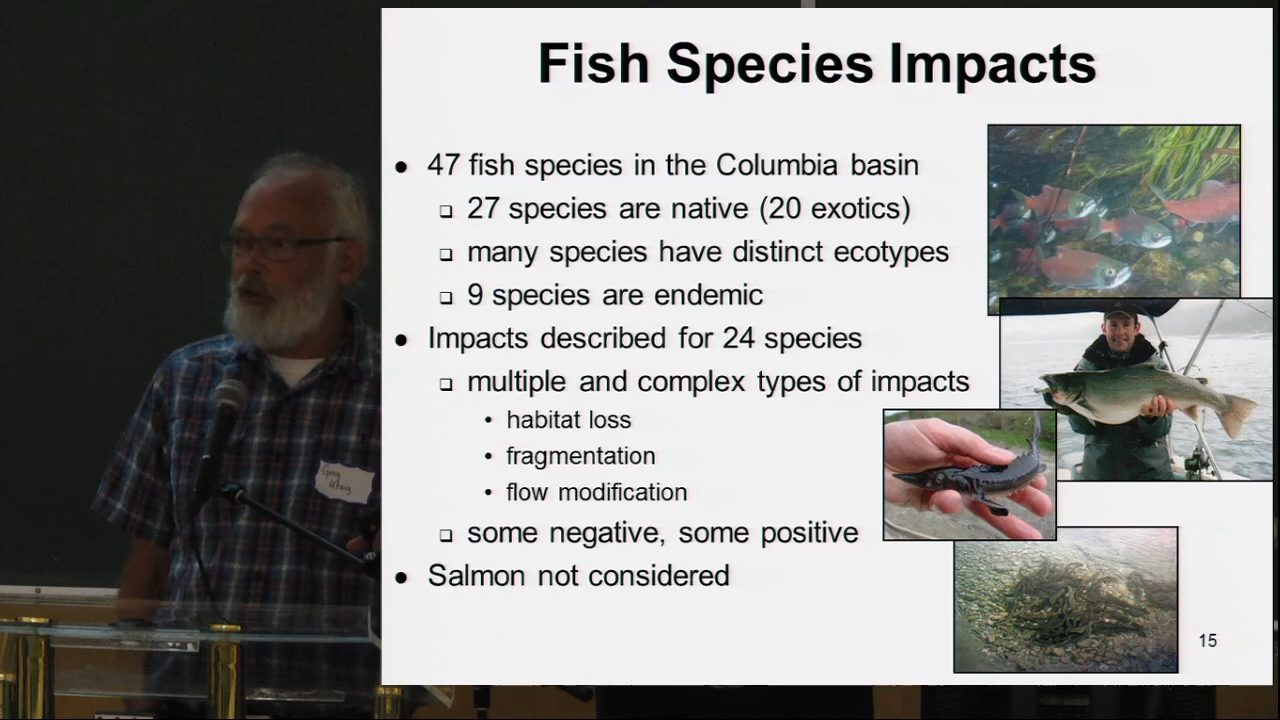 Fish Species Impacts
47 fish species in the Columbia basin
27 species are native (20 exotics)
many species have distinct ecotypes
9 species are endemic
Impacts described for 24 species
multiple and complex types of impacts
habitat loss
fragmentation
flow modification
some negative, some positive
Salmon not considered
15
Greg